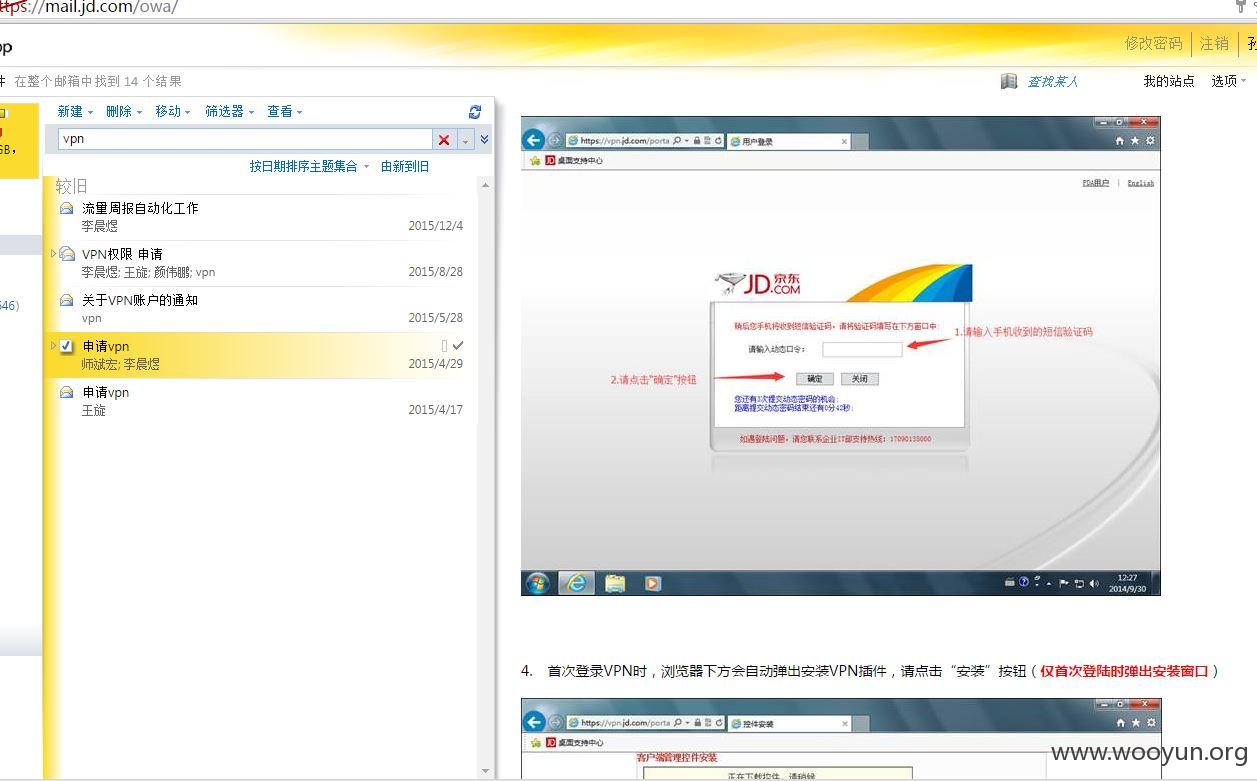 https://mail.jd.com/owa/
修改密码 注销
在整个邮箱中找到 14 个结果
查找某人 我的站点 选项
新建 删除 移动 筛选器 查看
vpn
按日期排序主题集合 由新到旧
较旧
流量周报自动化工作
李晨煜 2015/12/4
VPN权限 申请
李晨煜; 王旋; 颜伟鹏; vpn 2015/8/28
关于VPN账户的通知
vpn 2015/5/28
申请vpn
师斌宏; 李晨煜 2015/4/29
申请vpn
王旋 2015/4/17
https://vpn.jd.com/porta 用户登录
JD 桌面支持中心
PDA用户 | English
JD 京东
.COM
稍后您手机将收到短信验证码，请将验证码填写在下方窗口中:
请输入动态口令:
1.请输入手机收到的短信验证码
2.请点击“确定”按钮
确定 关闭
您还有3次提交动态密码的机会;
距离提交动态密码结束还有0分42秒;
如遇登陆问题，请您联系企业IT部支持热线：17090138000
12:27
2014/9/30
4. 首次登录VPN时，浏览器下方会自动弹出安装VPN插件，请点击“安装”按钮（仅首次登陆时弹出安装窗口）
https://vpn.jd.com/porta 控件安装
JD 桌面支持中心
客户端管理控件安装
正在下载控件，请稍候
www.wooyun.org